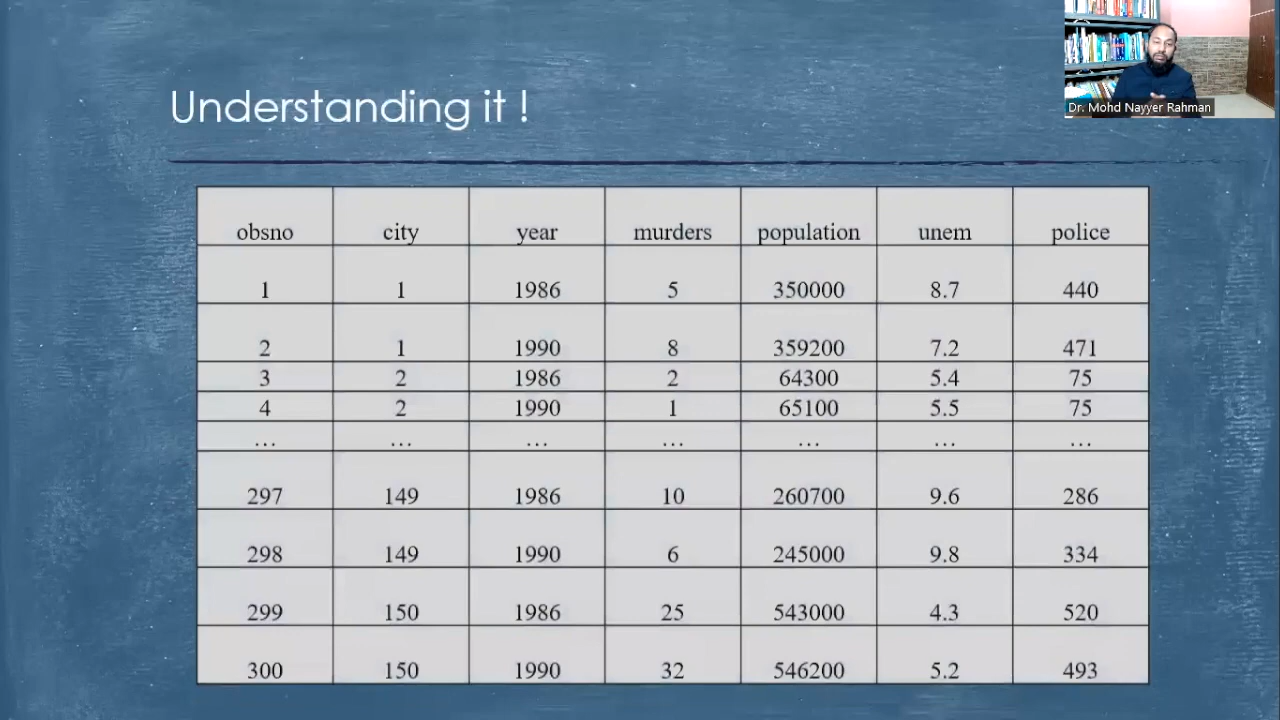 Dr. Mohd Nayyer Rahman
Understanding it !
obsno city year murders population unem police
1 1 1986 5 350000 8.7 440
2 1 1990 8 359200 7.2 471
3 2 1986 2 64300 5.4 75
4 2 1990 1 65100 5.5 75
… … … … … … …
297 149 1986 10 260700 9.6 286
298 149 1990 6 245000 9.8 334
299 150 1986 25 543000 4.3 520
300 150 1990 32 546200 5.2 493